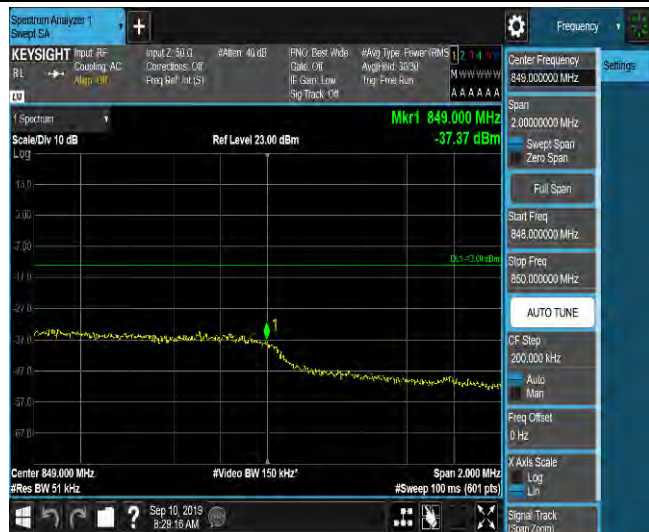 Spectrum Analyzer 1
Swept SA
+
Frequency
KEYSIGHT
RL
Input: RF
Coupling: AC
Align: Off
Input Z: 50 Ω
Corrections: Off
Freq Ref: Int (S)
#Atten: 40 dB
PNO: Best Wide
Gate: Off
IF Gain: Low
Sig Track: Off
#Avg Type: Power (RMS
Avg|Hold: 30/30
Trig: Free Run
M W W W W W
A A A A A A
1 Spectrum
Scale/Div 10 dB
Log
Ref Level 23.00 dBm
Mkr1 849.000 MHz
-37.37 dBm
13.0
3.00
-7.00
DL1 -13.00 dBm
-17.0
-27.0
-37.0
-47.0
-57.0
-67.0
1
Center 849.000 MHz
#Res BW 51 kHz
#Video BW 150 kHz*
Span 2.000 MHz
#Sweep 100 ms (601 pts)
Sep 10, 2019
8:29:16 AM
Center Frequency
849.000000 MHz
Settings
Span
2.00000000 MHz
Swept Span
Zero Span
Full Span
Start Freq
848.000000 MHz
Stop Freq
850.000000 MHz
AUTO TUNE
CF Step
200.000 kHz
Auto
Man
Freq Offset
0 Hz
X Axis Scale
Log
Lin
Signal Track
(Span Zoom)